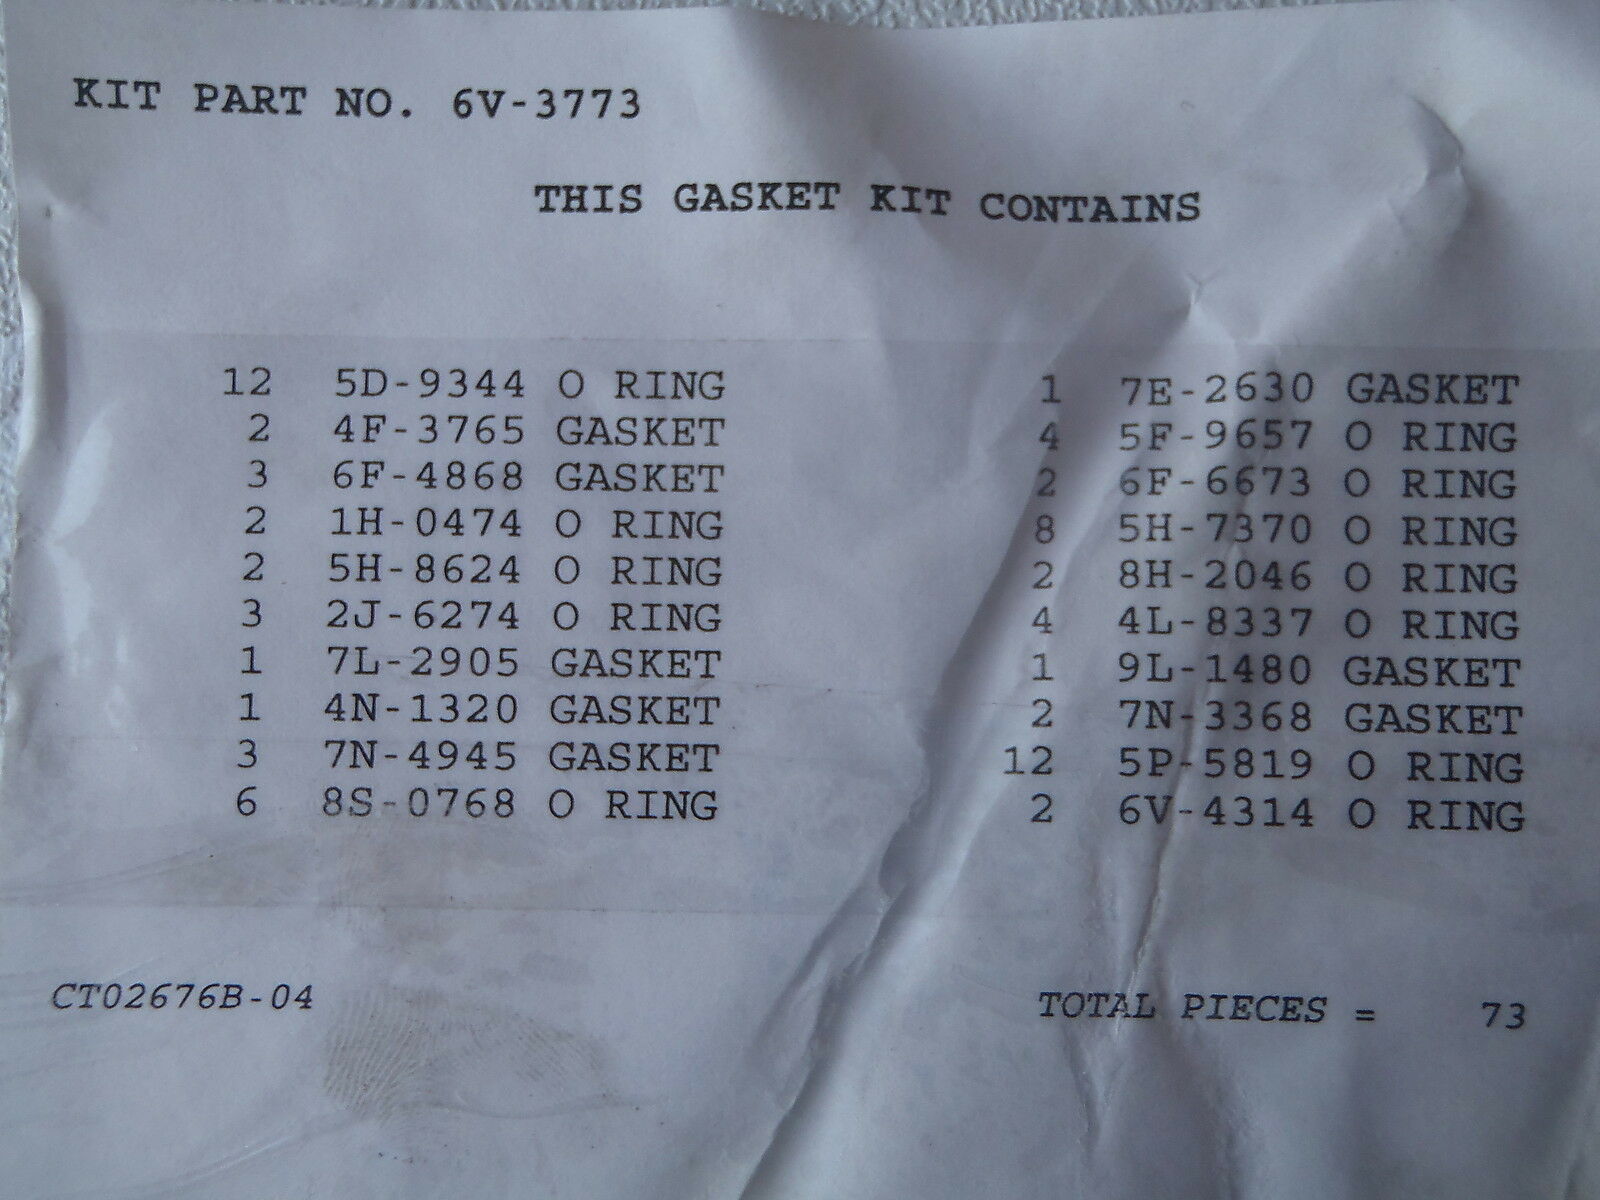 KIT PART NO. 6V-3773
THIS GASKET KIT CONTAINS
12 5D-9344 O RING 1 7E-2630 GASKET
2 4F-3765 GASKET 4 5F-9657 O RING
3 6F-4868 GASKET 2 6F-6673 O RING
2 1H-0474 O RING 8 5H-7370 O RING
2 5H-8624 O RING 2 8H-2046 O RING
3 2J-6274 O RING 4 4L-8337 O RING
1 7L-2905 GASKET 1 9L-1480 GASKET
1 4N-1320 GASKET 2 7N-3368 GASKET
3 7N-4945 GASKET 12 5P-5819 O RING
6 8S-0768 O RING 2 6V-4314 O RING
CT02676B-04 TOTAL PIECES = 73